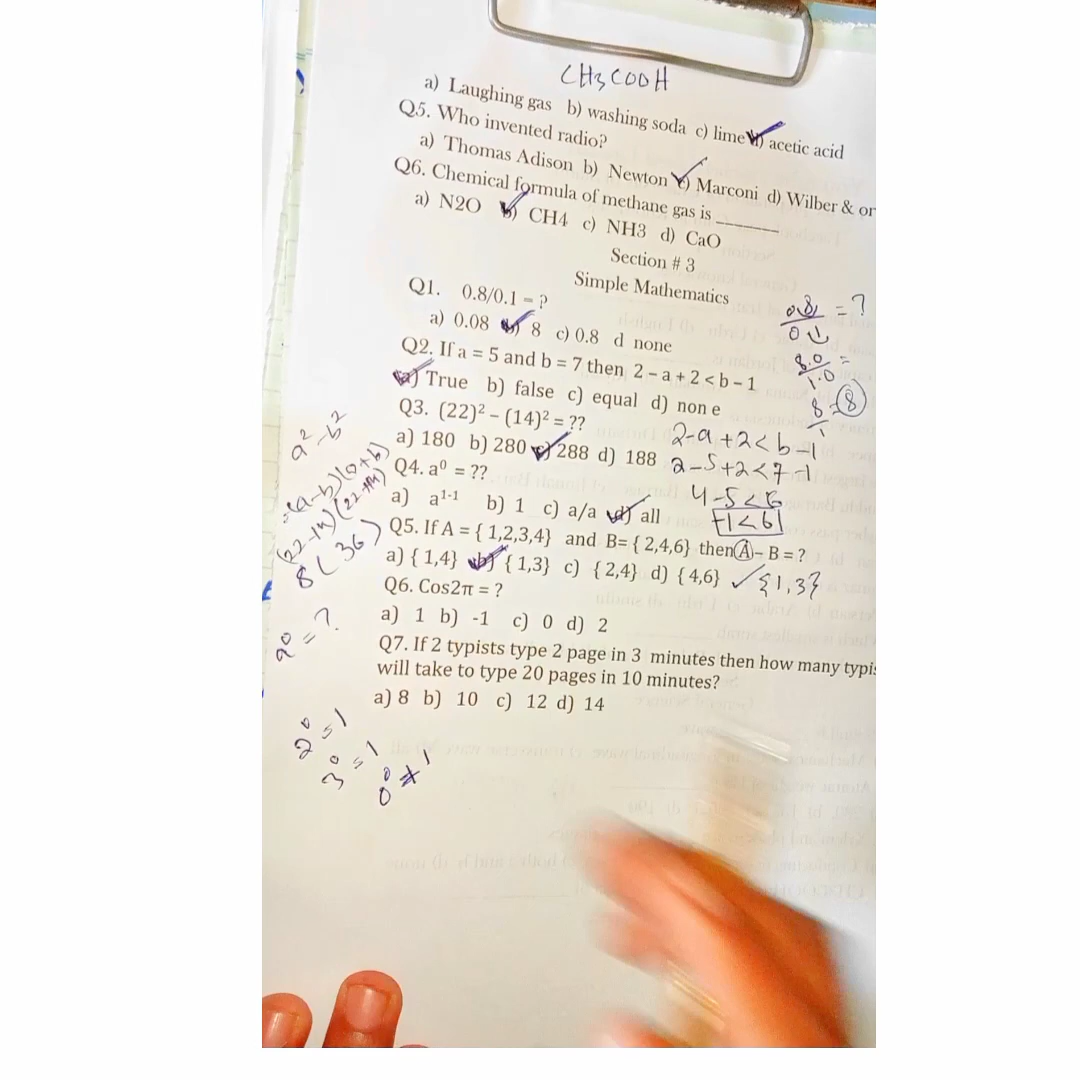 CH3COOH
a) Laughing gas b) washing soda c) lime d) acetic acid
Q5. Who invented radio?
a) Thomas Adison b) Newton c) Marconi d) Wilber & or
Q6. Chemical formula of methane gas is ________
a) N2O b) CH4 c) NH3 d) CaO
Section # 3
Simple Mathematics
Q1. 0.8/0.1 = ?
a) 0.08 b) 8 c) 0.8 d none
Q2. If a = 5 and b = 7 then 2 – a + 2 < b – 1
(a) True b) false c) equal d) non e
Q3. (22)² – (14)² = ??
a) 180 b) 280 c) 288 d) 188
Q4. a⁰ = ??
a) a¹⁻¹ b) 1 c) a/a d) all
Q5. If A = { 1,2,3,4} and B= { 2,4,6} then A – B = ?
a) { 1,4} b) { 1,3} c) { 2,4} d) { 4,6}
Q6. Cos2π = ?
a) 1 b) -1 c) 0 d) 2
Q7. If 2 typists type 2 page in 3 minutes then how many typis
will take to type 20 pages in 10 minutes?
a) 8 b) 10 c) 12 d) 14
0.8 = ?
0.1
8.0 =
1.0
8 = 8
1
2-a+2<b-1
2-5+2<7-1
4-5<6
-1<6
{1,3}
a²-b²
=(a-b)(a+b)
(22-14)(22+14)
8(36)
a⁰=?
2⁰=1
3⁰=1
0⁰≠1